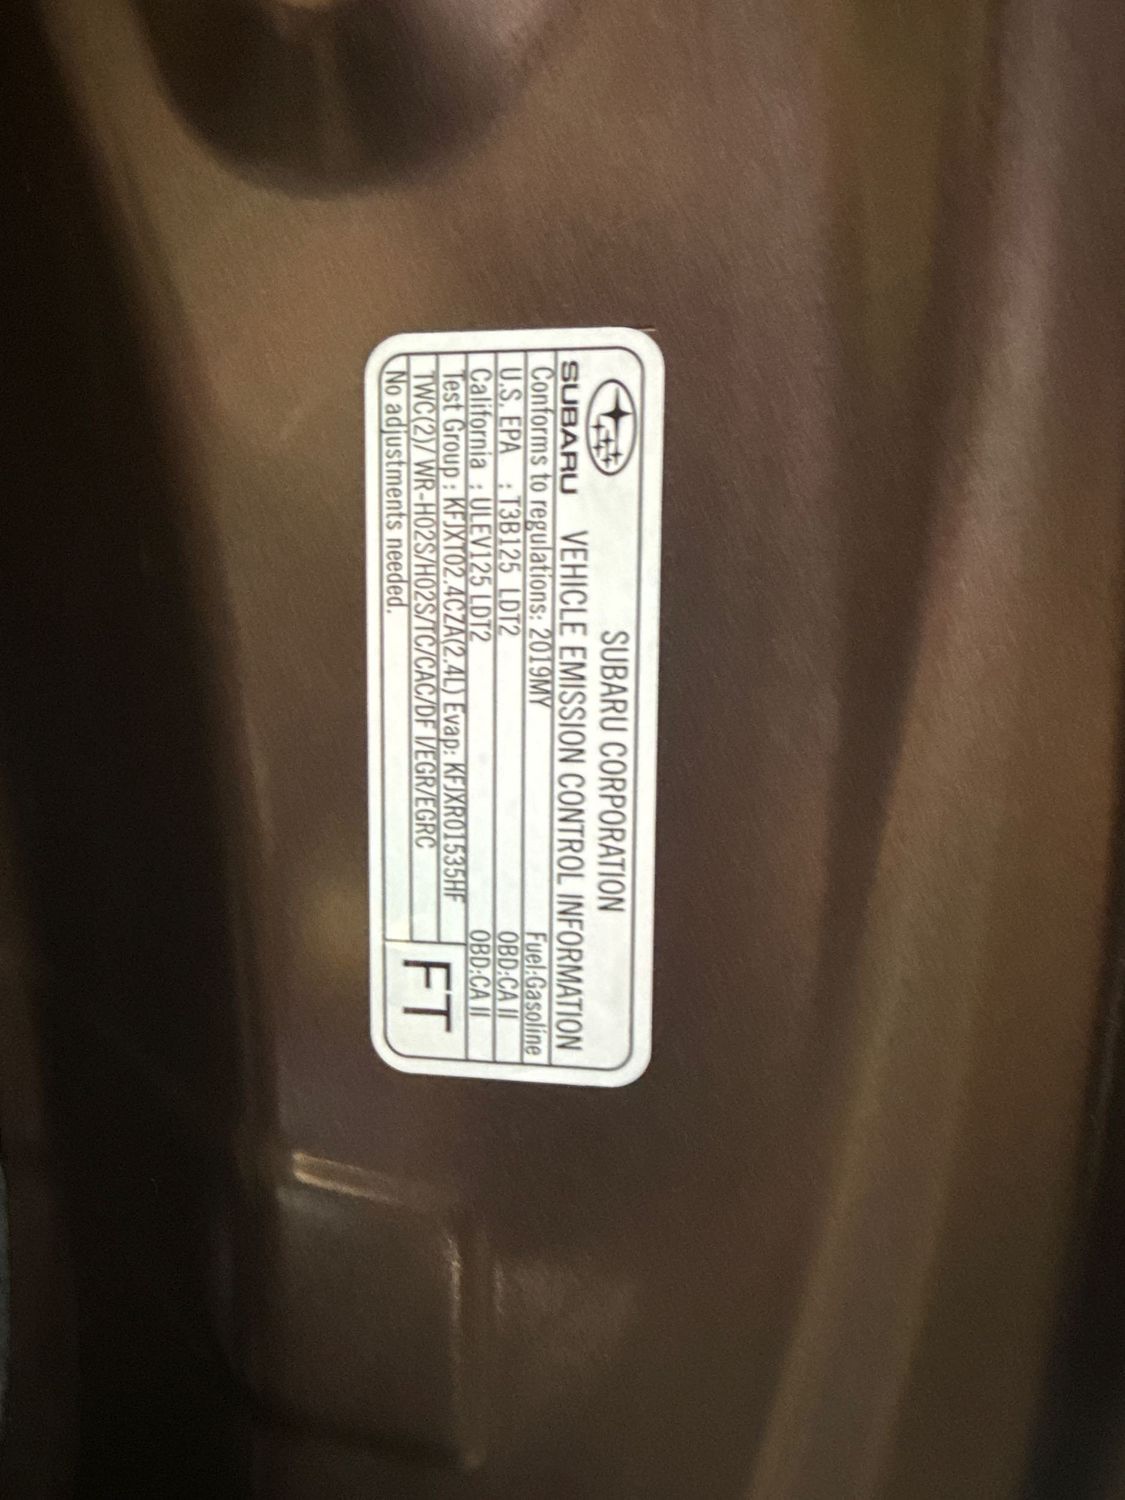 SUBARU CORPORATION
SUBARU VEHICLE EMISSION CONTROL INFORMATION
Conforms to regulations: 2019MY Fuel:Gasoline
U.S. EPA : T3B125 LDT2 OBD:CA II
California : ULEV125 LDT2 OBD:CA II
Test Group : KFJXT02.4CZA(2.4L) Evap: KFJXR01535HF
TWC(2)/ WR-HO2S/HO2S/TC/CAC/DFI/EGR/EGRC
No adjustments needed.
FT